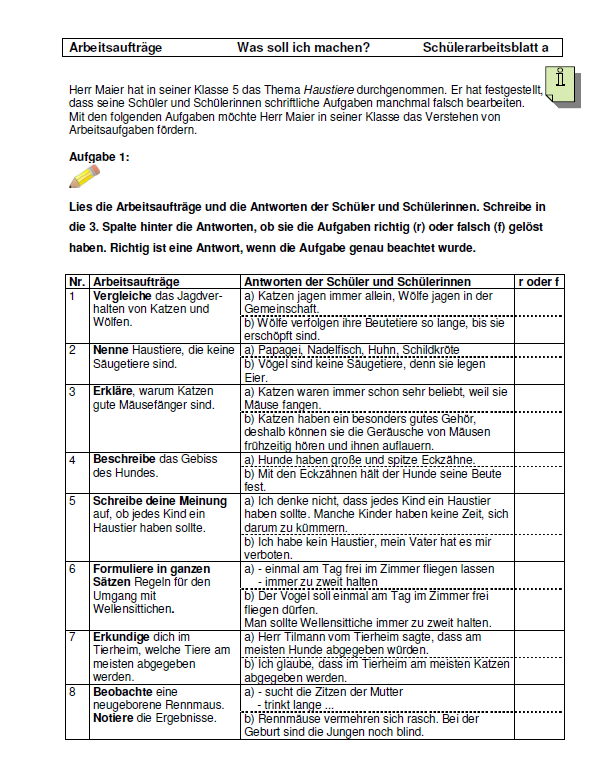 Arbeitsaufträge Was soll ich machen? Schülerarbeitsblatt a
Herr Maier hat in seiner Klasse 5 das Thema Haustiere durchgenommen. Er hat festgestellt,
dass seine Schüler und Schülerinnen schriftliche Aufgaben manchmal falsch bearbeiten.
Mit den folgenden Aufgaben möchte Herr Maier in seiner Klasse das Verstehen von
Arbeitsaufträgen fördern.
i
Aufgabe 1:
Lies die Arbeitsaufträge und die Antworten der Schüler und Schülerinnen. Schreibe in
die 3. Spalte hinter die Antworten, ob sie die Aufgaben richtig (r) oder falsch (f) gelöst
haben. Richtig ist eine Antwort, wenn die Aufgabe genau beachtet wurde.
Nr. Arbeitsaufträge Antworten der Schüler und Schülerinnen r oder f
1 Vergleiche das Jagdver-
halten von Katzen und
Wölfen.
a) Katzen jagen immer allein, Wölfe jagen in der
Gemeinschaft.
b) Wölfe verfolgen ihre Beutetiere so lange, bis sie
erschöpft sind.
2 Nenne Haustiere, die keine
Säugetiere sind.
a) Papagei, Nadelfisch, Huhn, Schildkröte
b) Vögel sind keine Säugetiere, denn sie legen
Eier.
3 Erkläre, warum Katzen
gute Mäusefänger sind.
a) Katzen waren immer schon sehr beliebt, weil sie
Mäuse fangen.
b) Katzen haben ein besonders gutes Gehör,
deshalb können sie die Geräusche von Mäusen
frühzeitig hören und ihnen auflauern.
4 Beschreibe das Gebiss
des Hundes.
a) Hunde haben große und spitze Eckzähne.
b) Mit den Eckzähnen hält der Hunde seine Beute
fest.
5 Schreibe deine Meinung
auf, ob jedes Kind ein
Haustier haben sollte.
a) Ich denke nicht, dass jedes Kind ein Haustier
haben sollte. Manche Kinder haben keine Zeit, sich
darum zu kümmern.
b) Ich habe kein Haustier, mein Vater hat es mir
verboten.
6 Formuliere in ganzen
Sätzen Regeln für den
Umgang mit
Wellensittichen.
a) - einmal am Tag frei im Zimmer fliegen lassen
- immer zu zweit halten
b) Der Vogel soll einmal am Tag im Zimmer frei
fliegen dürfen.
Man sollte Wellensittiche immer zu zweit halten.
7 Erkundige dich im
Tierheim, welche Tiere am
meisten abgegeben
werden.
a) Herr Tilmann vom Tierheim sagte, dass am
meisten Hunde abgegeben würden.
b) Ich glaube, dass im Tierheim am meisten Katzen
abgegeben werden.
8 Beobachte eine
neugeborene Rennmaus.
Notiere die Ergebnisse.
a) - sucht die Zitzen der Mutter
- trinkt lange ...
b) Rennmäuse vermehren sich rasch. Bei der
Geburt sind die Jungen noch blind.